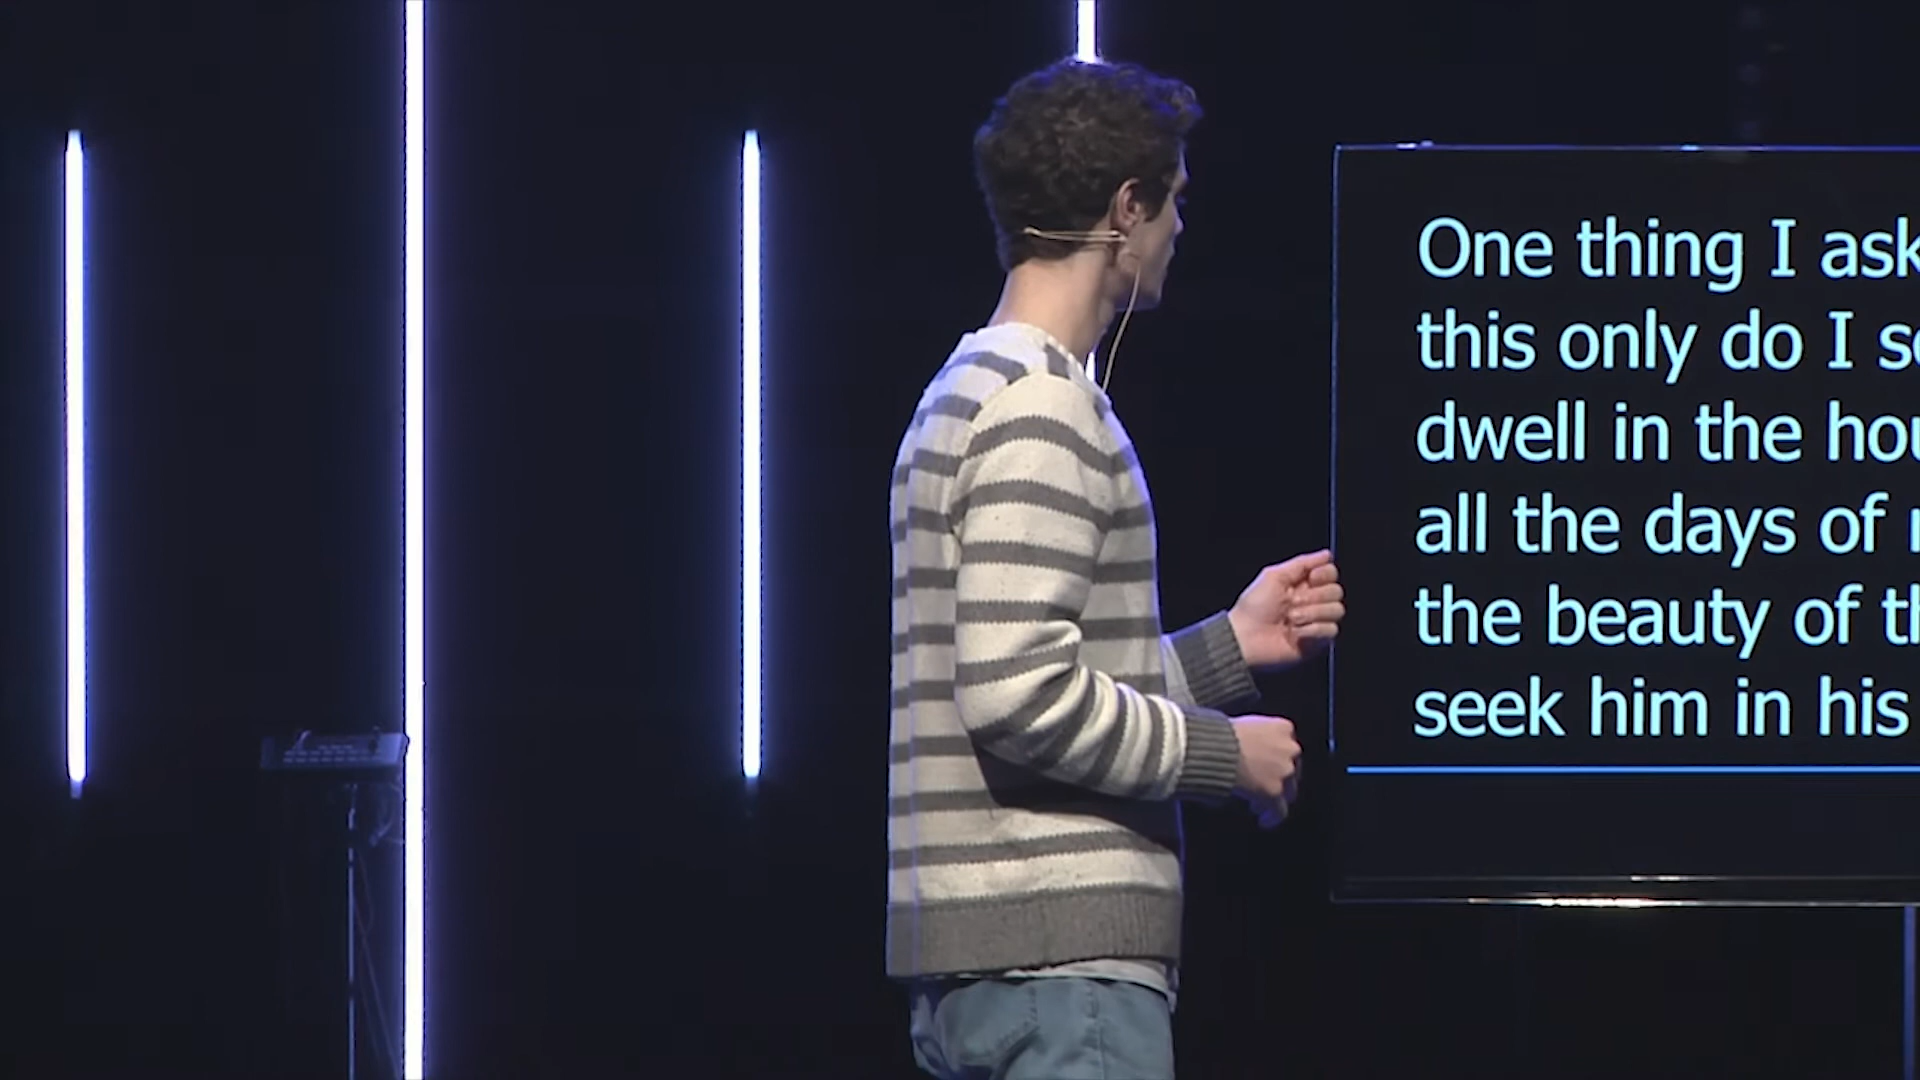 One thing I ask
this only do I
dwell in the
all the days of
the beauty of
seek him in his